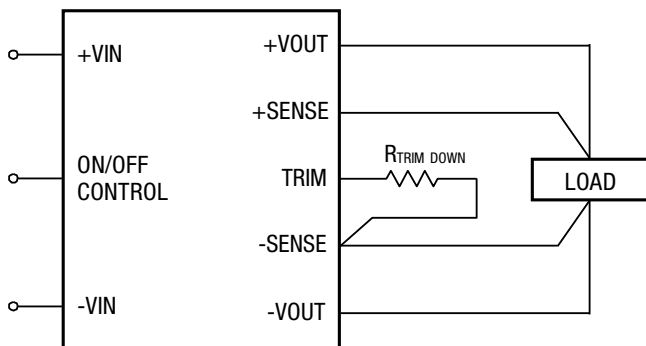 +VIN
ON/OFF
CONTROL
-VIN
+VOUT
+SENSE
TRIM
-SENSE
-VOUT
RTRIM DOWN
LOAD